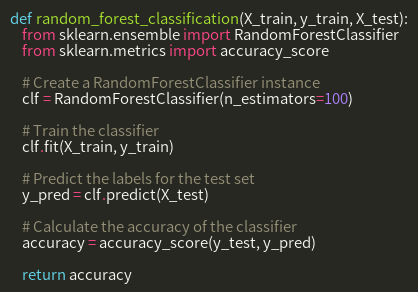 def random_forest_classification(X_train, y_train, X_test):
from sklearn.ensemble import RandomForestClassifier
from sklearn.metrics import accuracy_score
# Create a RandomForestClassifier instance
clf = RandomForestClassifier(n_estimators=100)
# Train the classifier
clf.fit(X_train, y_train)
# Predict the labels for the test set
y_pred = clf.predict(X_test)
# Calculate the accuracy of the classifier
accuracy = accuracy_score(y_test, y_pred)
return accuracy